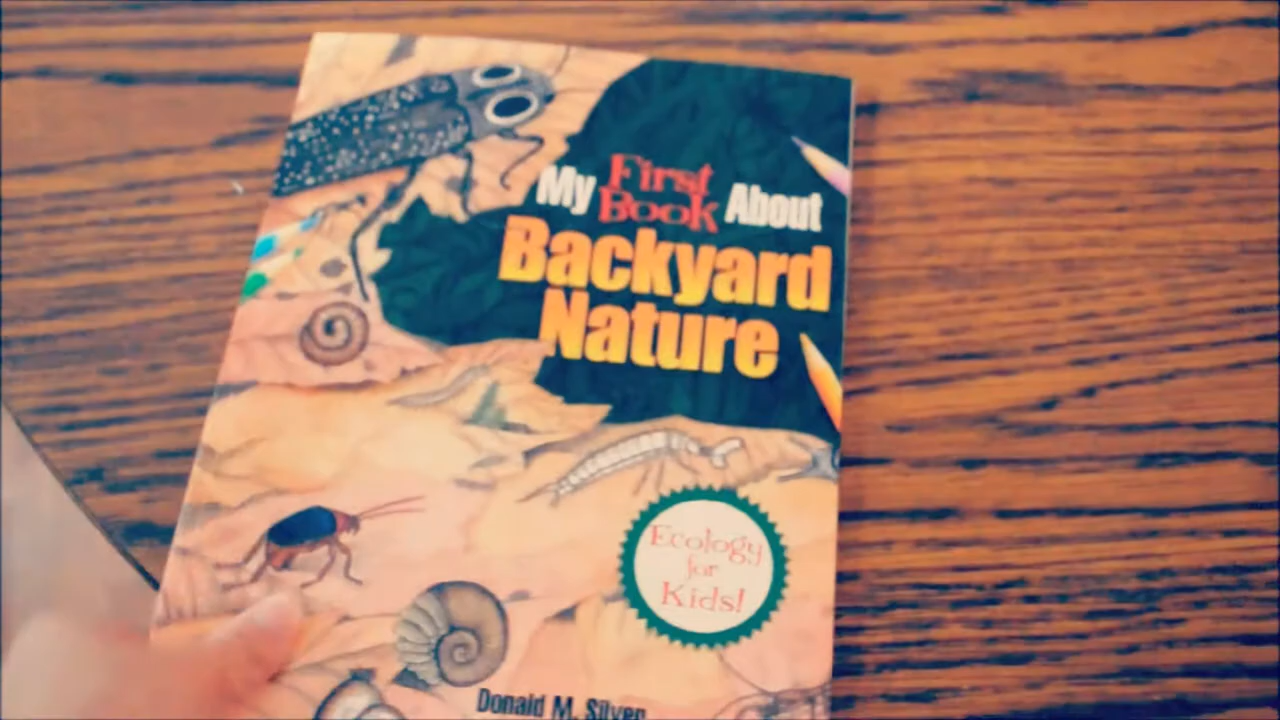 My First Book About
Backyard
Nature
Ecology
for
Kids!
Donald M. Silver